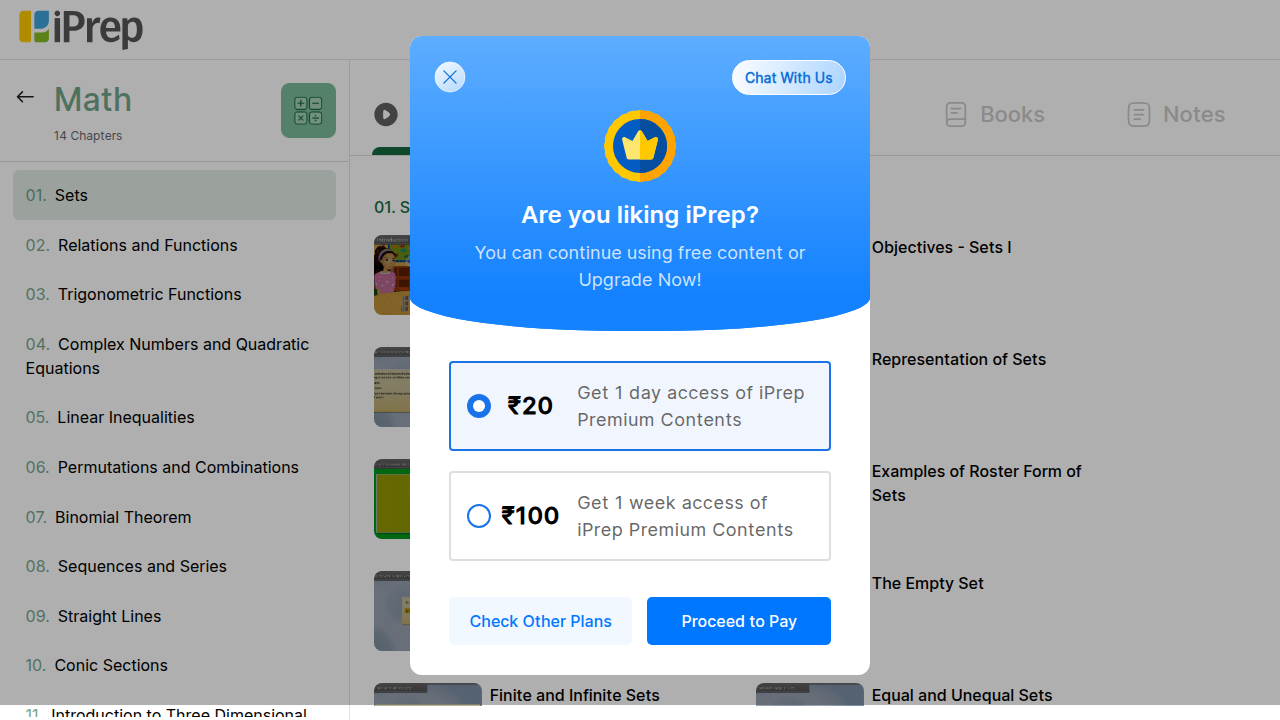 iPrep
Math
14 Chapters
01. Sets
02. Relations and Functions
03. Trigonometric Functions
04. Complex Numbers and Quadratic
Equations
05. Linear Inequalities
06. Permutations and Combinations
07. Binomial Theorem
08. Sequences and Series
09. Straight Lines
10. Conic Sections
11. Introduction to Three Dimensional
Books
Notes
01. S
Objectives - Sets I
Representation of Sets
Examples of Roster Form of
Sets
The Empty Set
Finite and Infinite Sets
Equal and Unequal Sets
Chat With Us
Are you liking iPrep?
You can continue using free content or
Upgrade Now!
₹20
Get 1 day access of iPrep
Premium Contents
₹100
Get 1 week access of
iPrep Premium Contents
Check Other Plans
Proceed to Pay